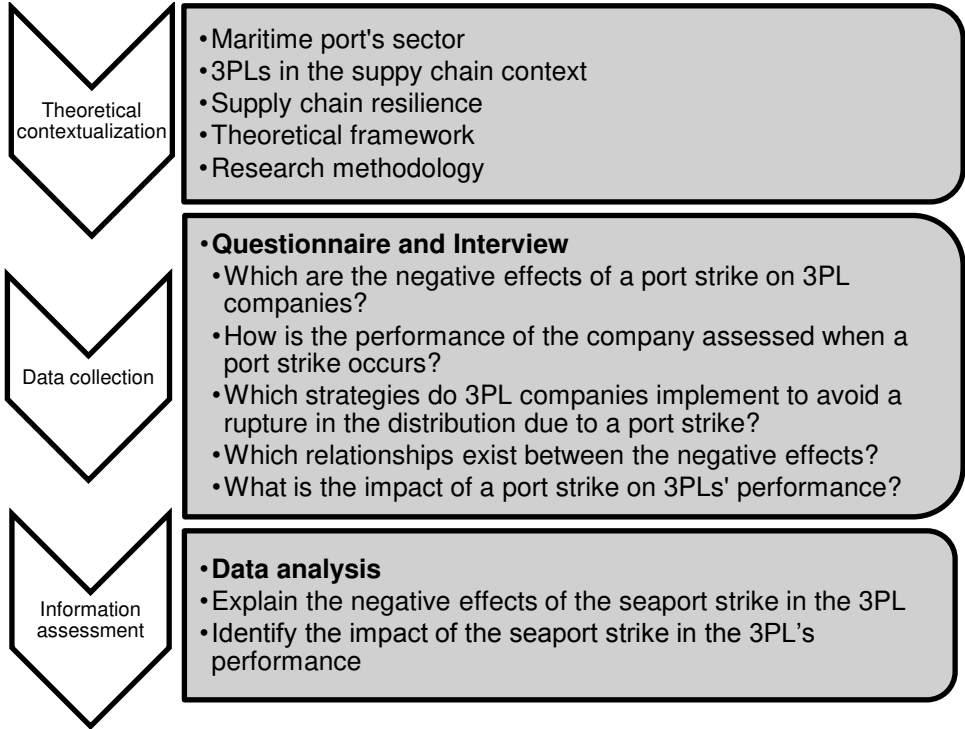 Theoretical
contextualization
•Maritime port's sector
•3PLs in the suppy chain context
•Supply chain resilience
•Theoretical framework
•Research methodology
Data collection
•Questionnaire and Interview
•Which are the negative effects of a port strike on 3PL
companies?
•How is the performance of the company assessed when a
port strike occurs?
•Which strategies do 3PL companies implement to avoid a
rupture in the distribution due to a port strike?
•Which relationships exist between the negative effects?
•What is the impact of a port strike on 3PLs' performance?
Information
assessment
•Data analysis
•Explain the negative effects of the seaport strike in the 3PL
•Identify the impact of the seaport strike in the 3PL’s
performance